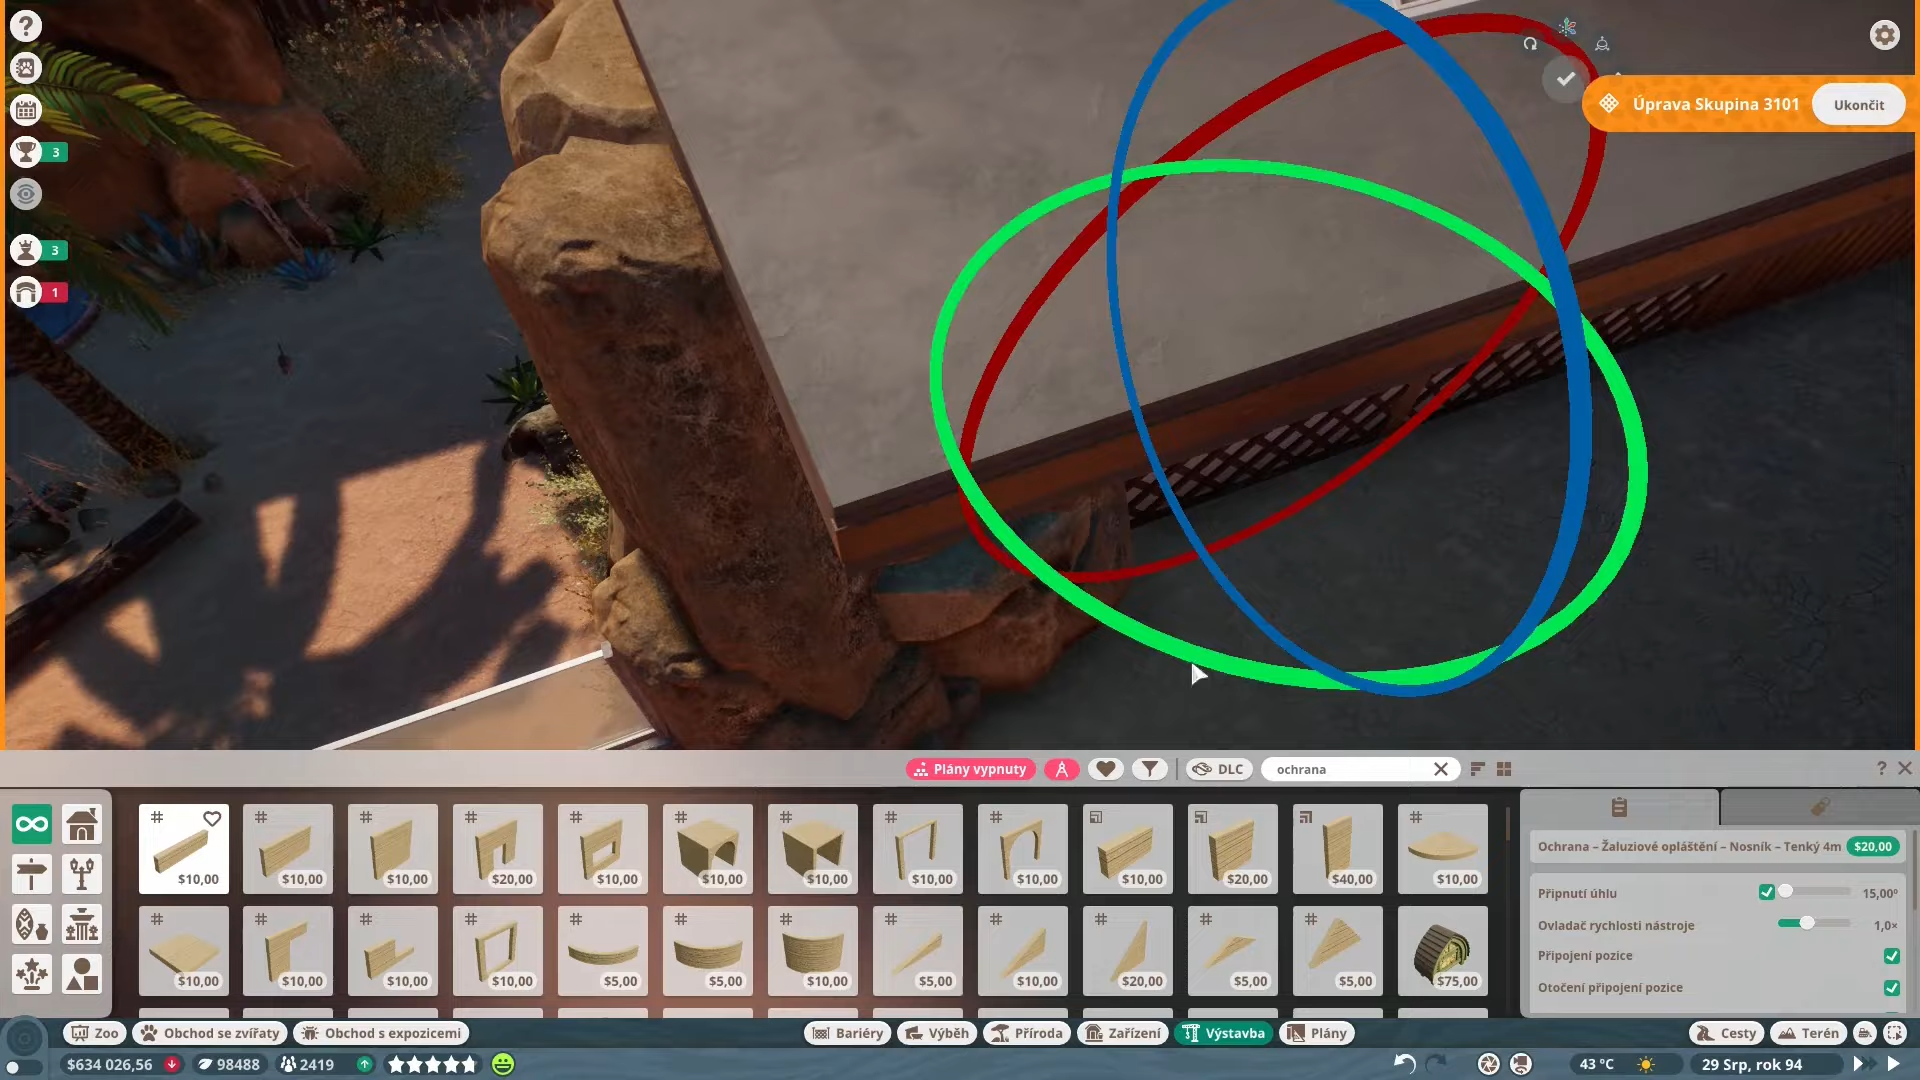 ?
3
3
1
Úprava Skupina 3101
Ukončit
Plány vypnuty
DLC
ochrana
?
$10,00
$10,00
$10,00
$20,00
$10,00
$10,00
$10,00
$10,00
$10,00
$10,00
$20,00
$40,00
$10,00
$10,00
$10,00
$10,00
$10,00
$5,00
$5,00
$10,00
$5,00
$10,00
$20,00
$5,00
$5,00
$75,00
Ochrana – Žaluziové opláštění – Nosník – Tenký 4m
$20,00
Připnutí úhlu
15,00°
Ovladač rychlosti nástroje
1,0×
Připojení pozice
Otočení připojení pozice
Zoo
Obchod se zvířaty
Obchod s expozicemi
Bariéry
Výběh
Příroda
Zařízení
Výstavba
Plány
Cesty
Terén
$634 026,56
98488
2419
43 °C
29 Srp, rok 94